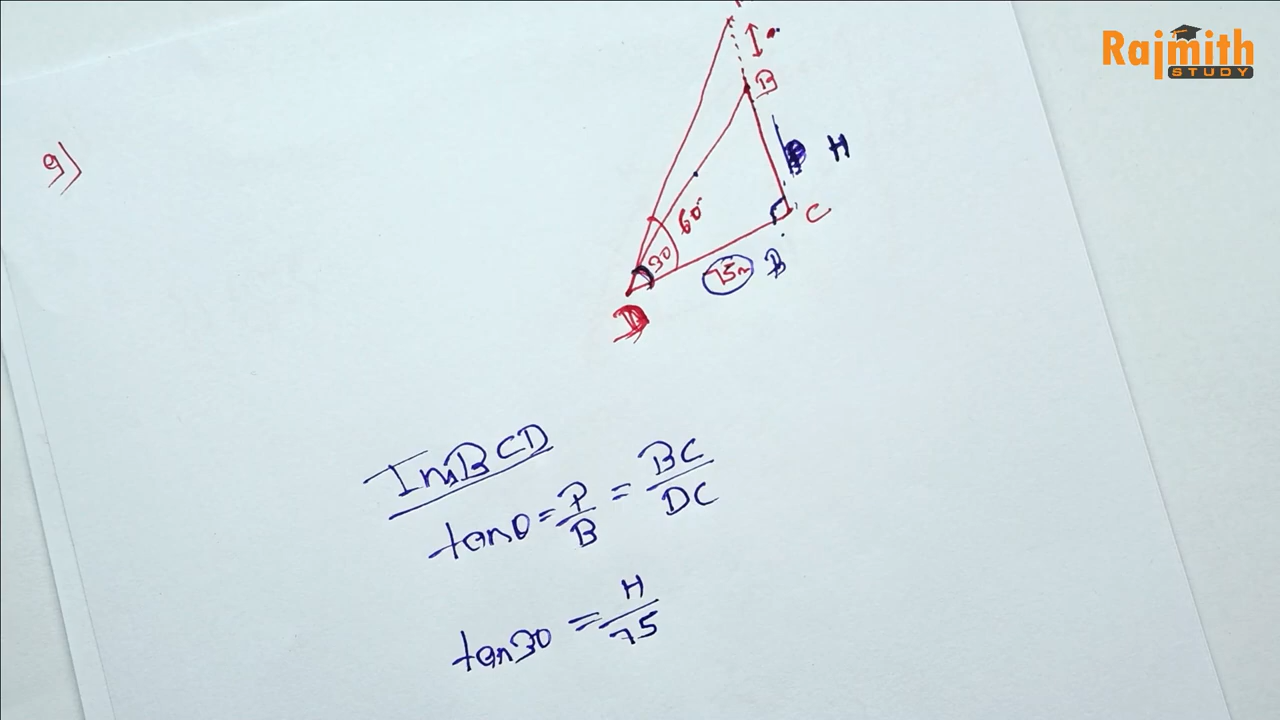 Rajmith
STUDY
9)
B
H
60°
C
30
75m
B
D
In BCD
tanθ = P/B = BC/DC
tan30 = H/75